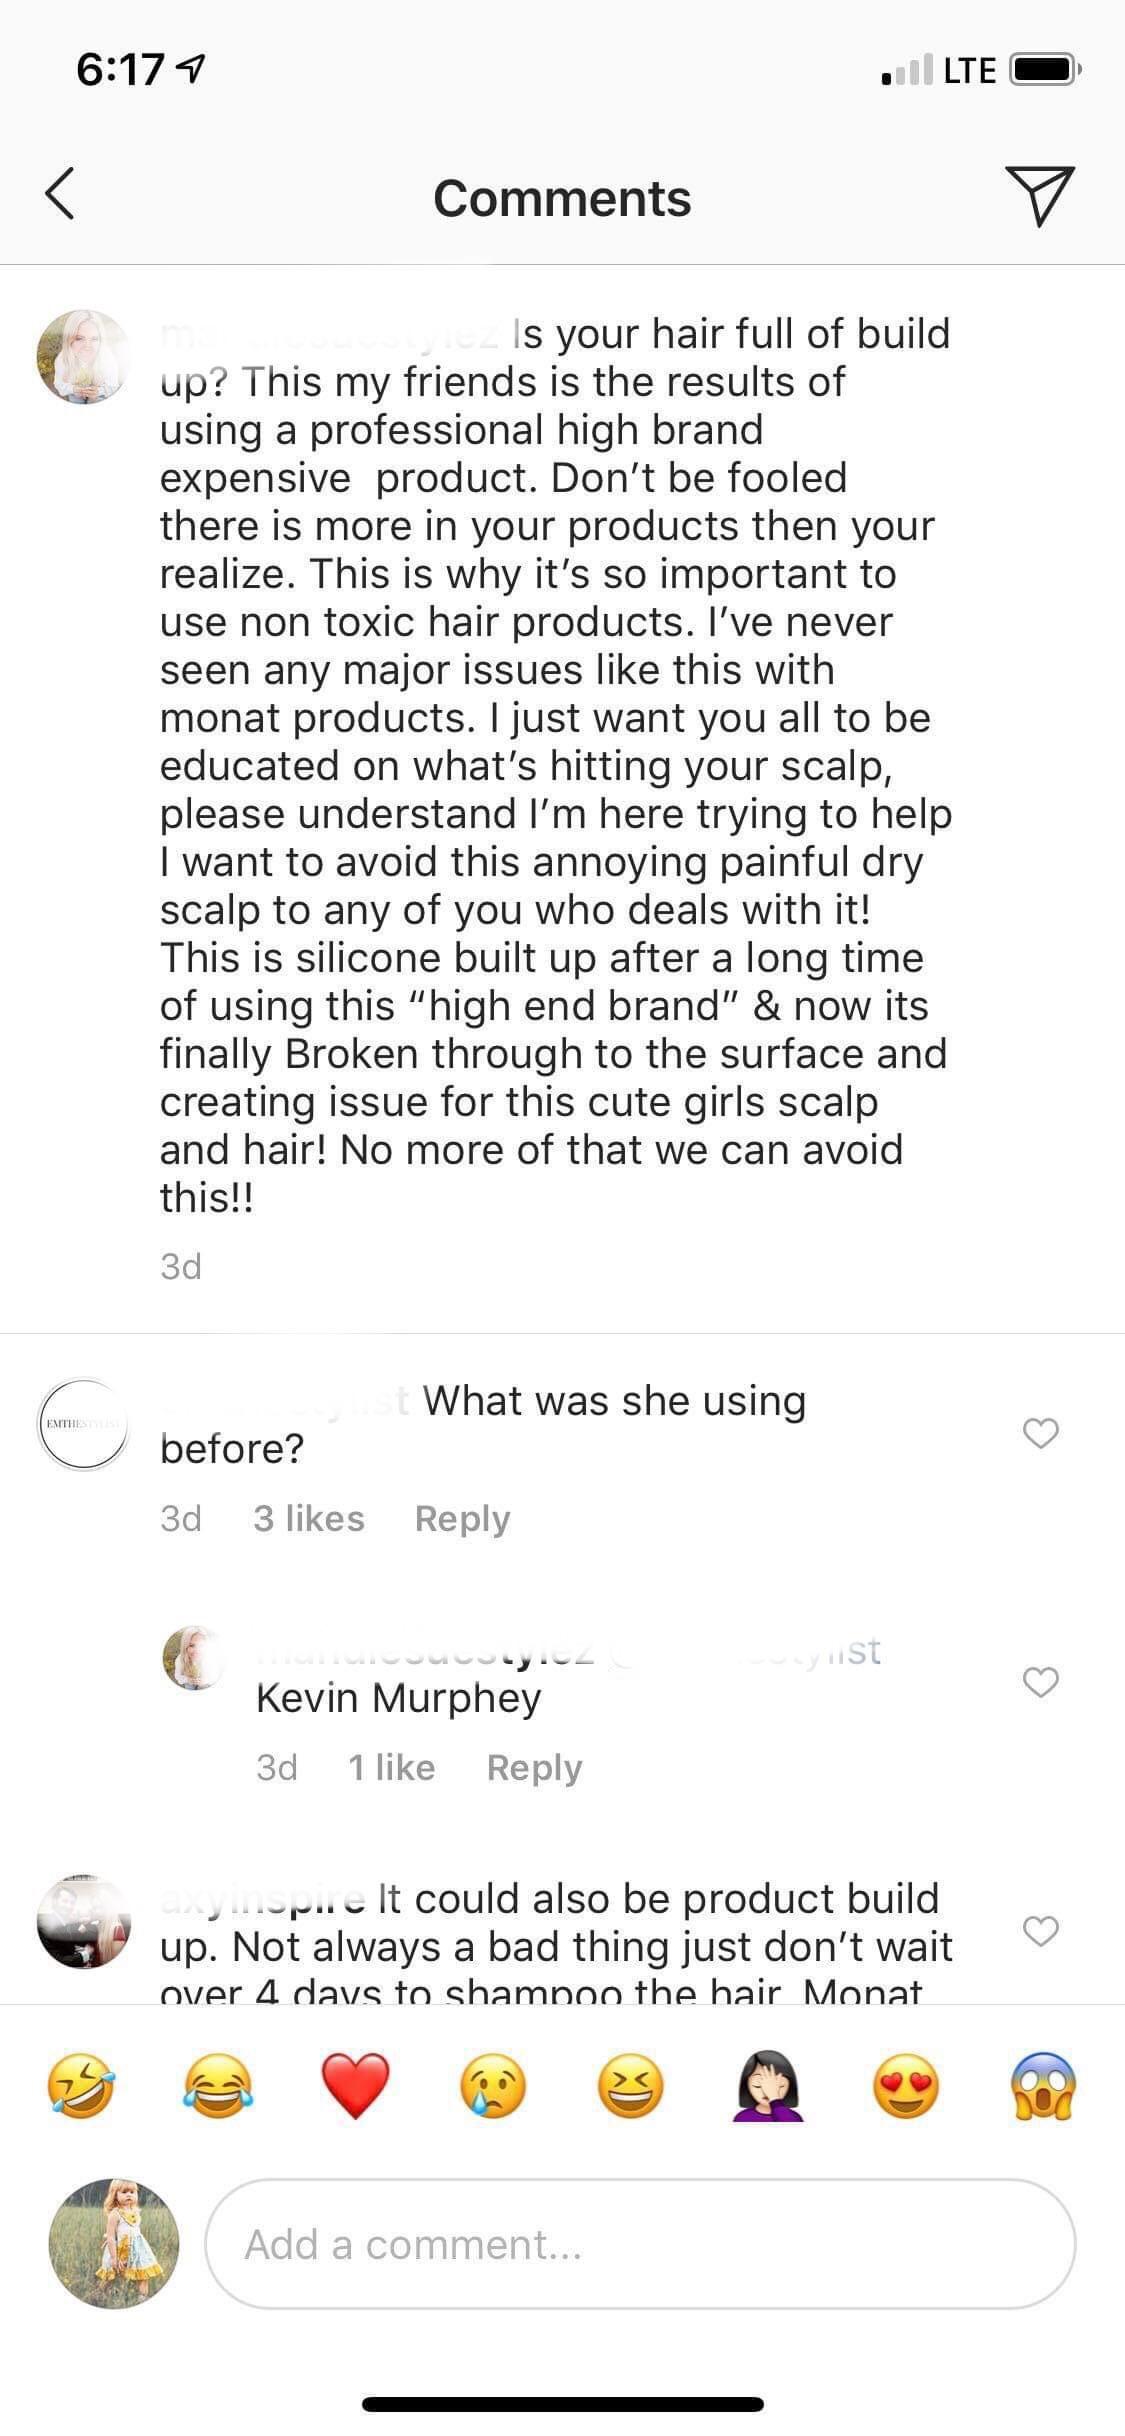 6:17
LTE
Comments
Is your hair full of build
up? This my friends is the results of
using a professional high brand
expensive  product. Don’t be fooled
there is more in your products then your
realize. This is why it’s so important to
use non toxic hair products. I’ve never
seen any major issues like this with
monat products. I just want you all to be
educated on what’s hitting your scalp,
please understand I’m here trying to help
I want to avoid this annoying painful dry
scalp to any of you who deals with it!
This is silicone built up after a long time
of using this “high end brand” & now its
finally Broken through to the surface and
creating issue for this cute girls scalp
and hair! No more of that we can avoid
this!!
3d
What was she using
before?
3d 3 likes Reply
Kevin Murphey
3d 1 like Reply
It could also be product build
up. Not always a bad thing just don’t wait
over 4 days to shampoo the hair Monat
Add a comment...